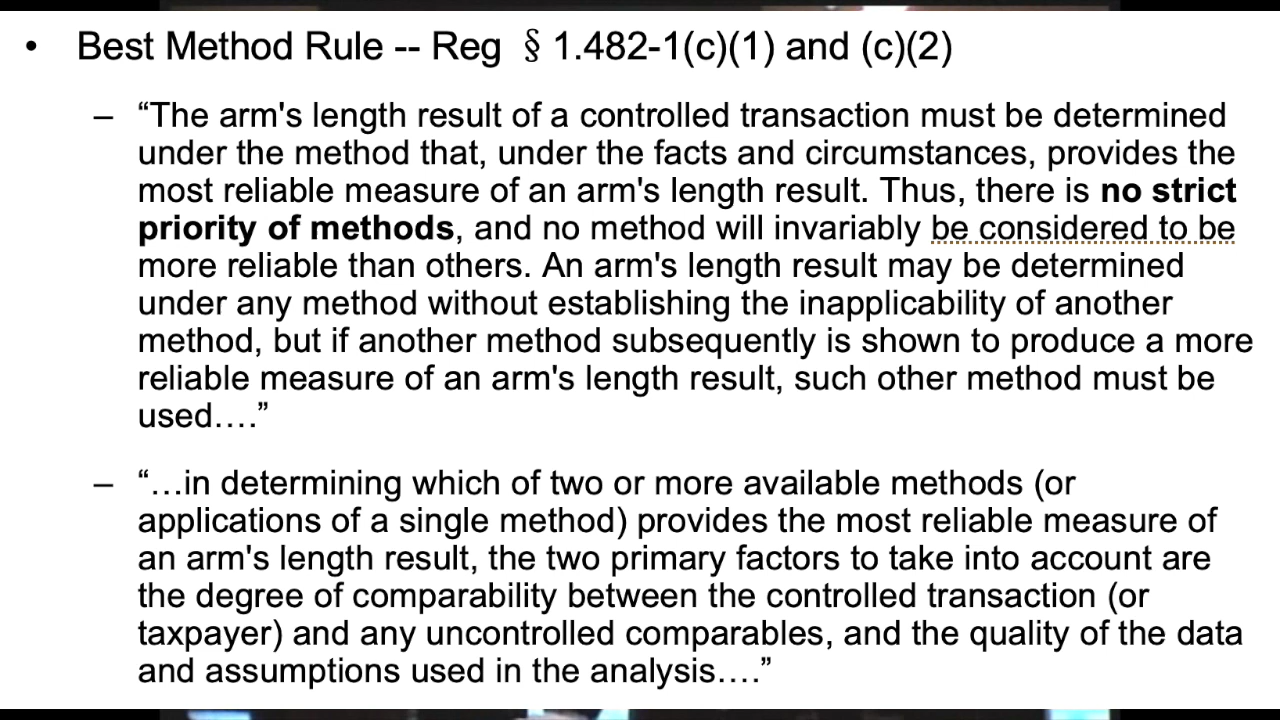 • Best Method Rule -- Reg § 1.482-1(c)(1) and (c)(2)
– “The arm's length result of a controlled transaction must be determined
under the method that, under the facts and circumstances, provides the
most reliable measure of an arm's length result. Thus, there is no strict
priority of methods, and no method will invariably be considered to be
more reliable than others. An arm's length result may be determined
under any method without establishing the inapplicability of another
method, but if another method subsequently is shown to produce a more
reliable measure of an arm's length result, such other method must be
used….”
– “…in determining which of two or more available methods (or
applications of a single method) provides the most reliable measure of
an arm's length result, the two primary factors to take into account are
the degree of comparability between the controlled transaction (or
taxpayer) and any uncontrolled comparables, and the quality of the data
and assumptions used in the analysis….”